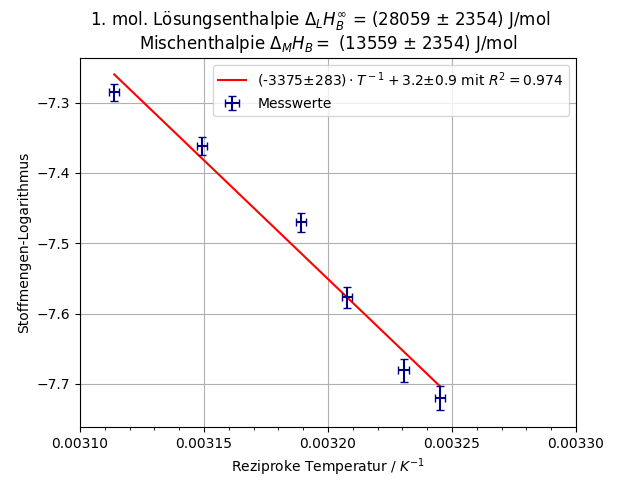 1. mol. Lösungsenthalpie Δ_L H_B^∞ = (28059 ± 2354) J/mol
Mischenthalpie Δ_M H_B = (13559 ± 2354) J/mol
(-3375±283) · T^−1 + 3.2±0.9 mit R^2 = 0.974
Messwerte
−7.3
−7.4
−7.5
−7.6
−7.7
Stoffmengen-Logarithmus
0.00310 0.00315 0.00320 0.00325 0.00330
Reziproke Temperatur / K^−1